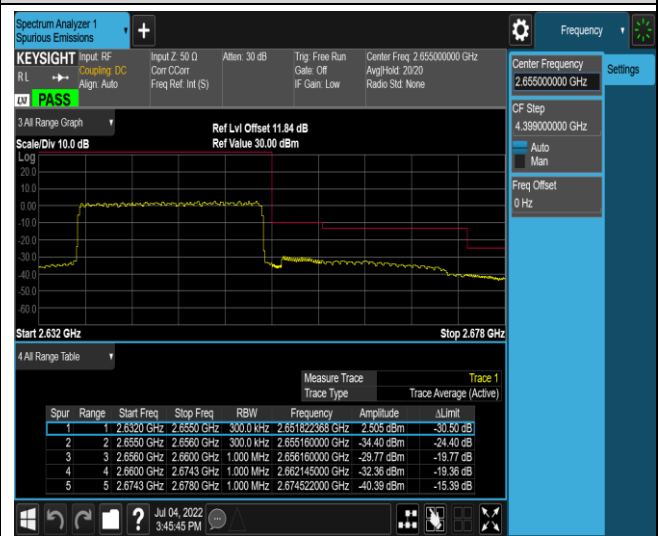 Spectrum Analyzer 1
Spurious Emissions
Frequency
KEYSIGHT Input: RF Input Z: 50 Ω Atten: 30 dB Trig: Free Run Center Freq: 2.655000000 GHz
R L Coupling: DC Corr CCorr Gate: Off Avg|Hold: 20/20
Align: Auto Freq Ref: Int (S) IF Gain: Low Radio Std: None
LXI PASS
3 All Range Graph
Ref Lvl Offset 11.84 dB
Scale/Div 10.0 dB Ref Value 30.00 dBm
Log
20.0
10.0
0.00
-10.0
-20.0
-30.0
-40.0
-50.0
-60.0
Start 2.632 GHz Stop 2.678 GHz
4 All Range Table
Measure Trace Trace 1
Trace Type Trace Average (Active)
Spur Range Start Freq Stop Freq RBW Frequency Amplitude ΔLimit
1 1 2.6320 GHz 2.6550 GHz 300.0 kHz 2.651822368 GHz 2.505 dBm -30.50 dB
2 2 2.6550 GHz 2.6560 GHz 300.0 kHz 2.655160000 GHz -34.40 dBm -24.40 dB
3 3 2.6560 GHz 2.6600 GHz 1.000 MHz 2.656160000 GHz -29.77 dBm -19.77 dB
4 4 2.6600 GHz 2.6743 GHz 1.000 MHz 2.662145000 GHz -32.36 dBm -19.36 dB
5 5 2.6743 GHz 2.6780 GHz 1.000 MHz 2.674522000 GHz -40.39 dBm -15.39 dB
Jul 04, 2022
3:45:45 PM
Center Frequency
2.655000000 GHz
Settings
CF Step
4.399000000 GHz
Auto
Man
Freq Offset
0 Hz